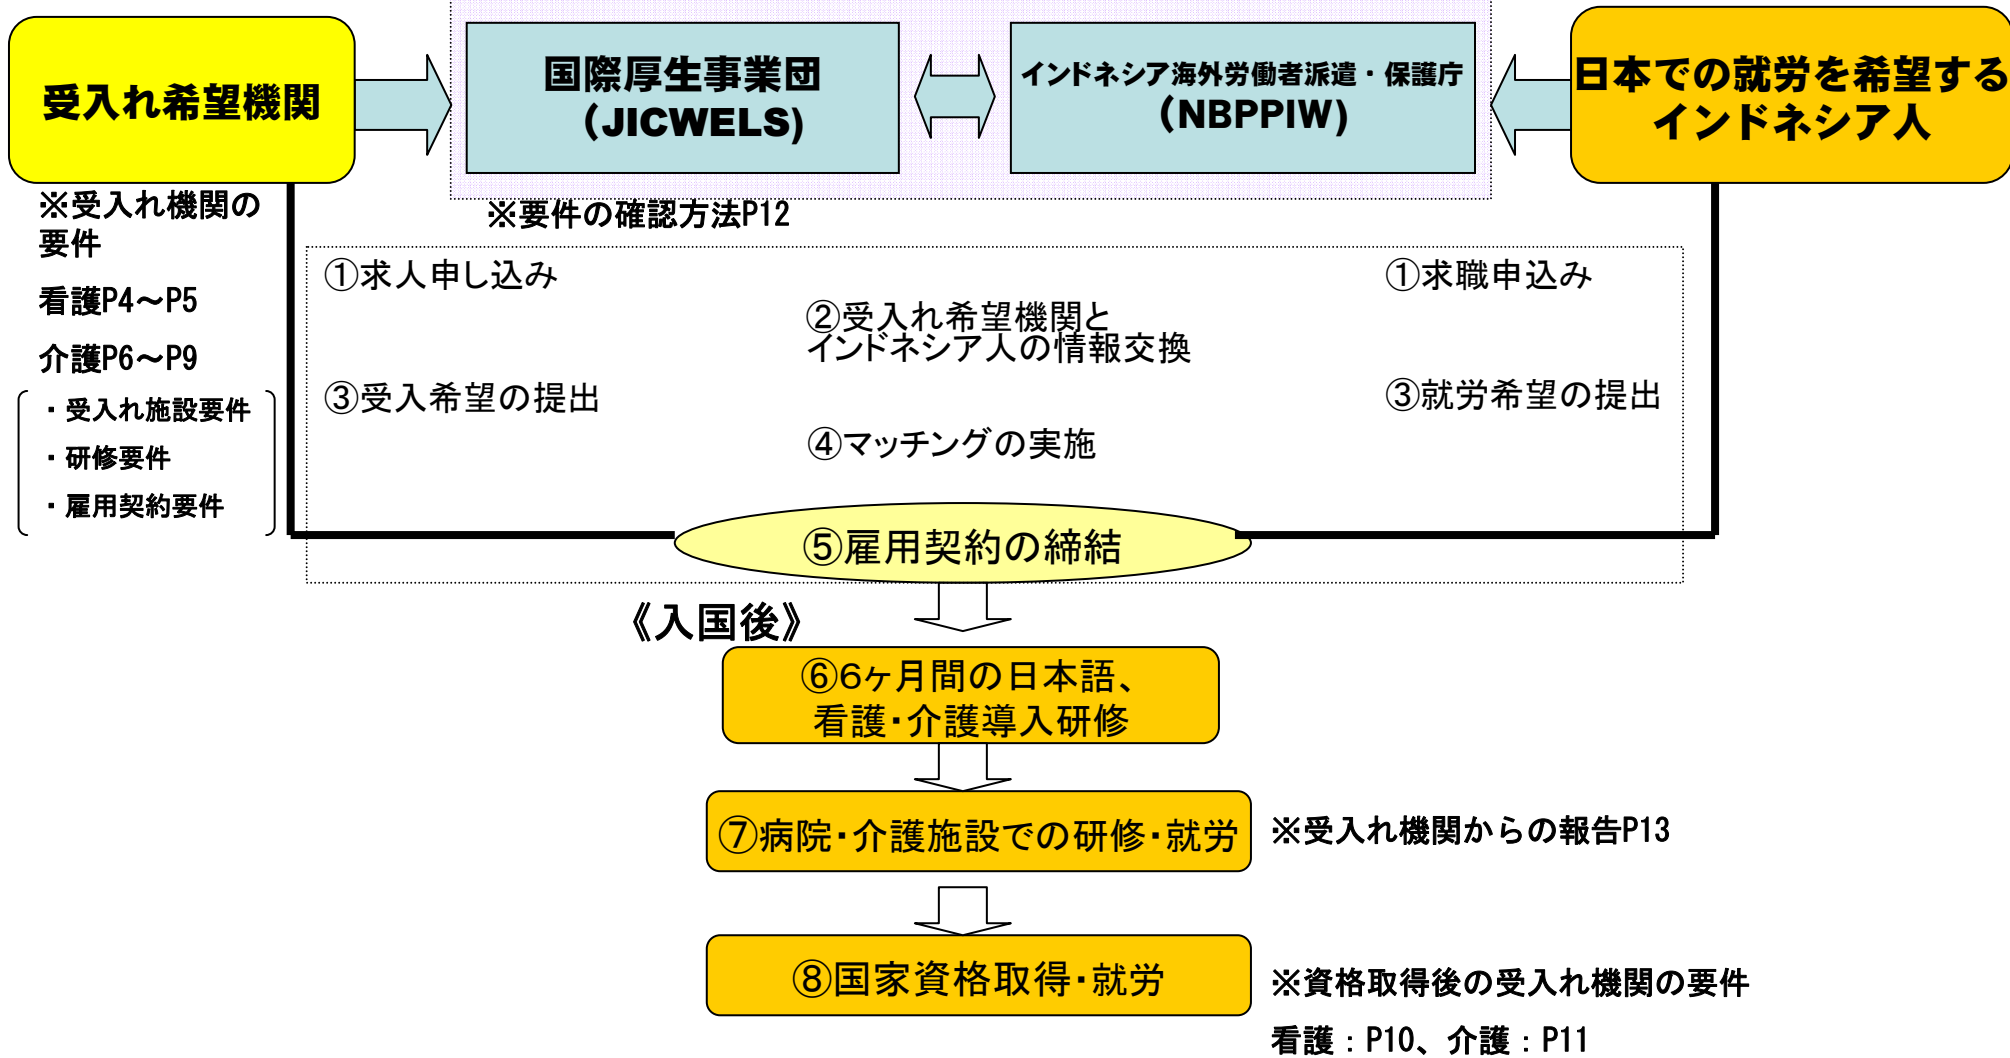 受入れ希望機関
国際厚生事業団
(JICWELS)
インドネシア海外労働者派遣・保護庁
(NBPPIW)
日本での就労を希望する
インドネシア人
※受入れ機関の
要件
看護P4～P5
介護P6～P9
・受入れ施設要件
・研修要件
・雇用契約要件
※要件の確認方法P12
①求人申し込み
①求職申込み
②受入れ希望機関と
インドネシア人の情報交換
③受入希望の提出
③就労希望の提出
④マッチングの実施
⑤雇用契約の締結
《入国後》
⑥6ヶ月間の日本語、
看護・介護導入研修
⑦病院・介護施設での研修・就労
※受入れ機関からの報告P13
⑧国家資格取得・就労
※資格取得後の受入れ機関の要件
看護：P10、介護：P11